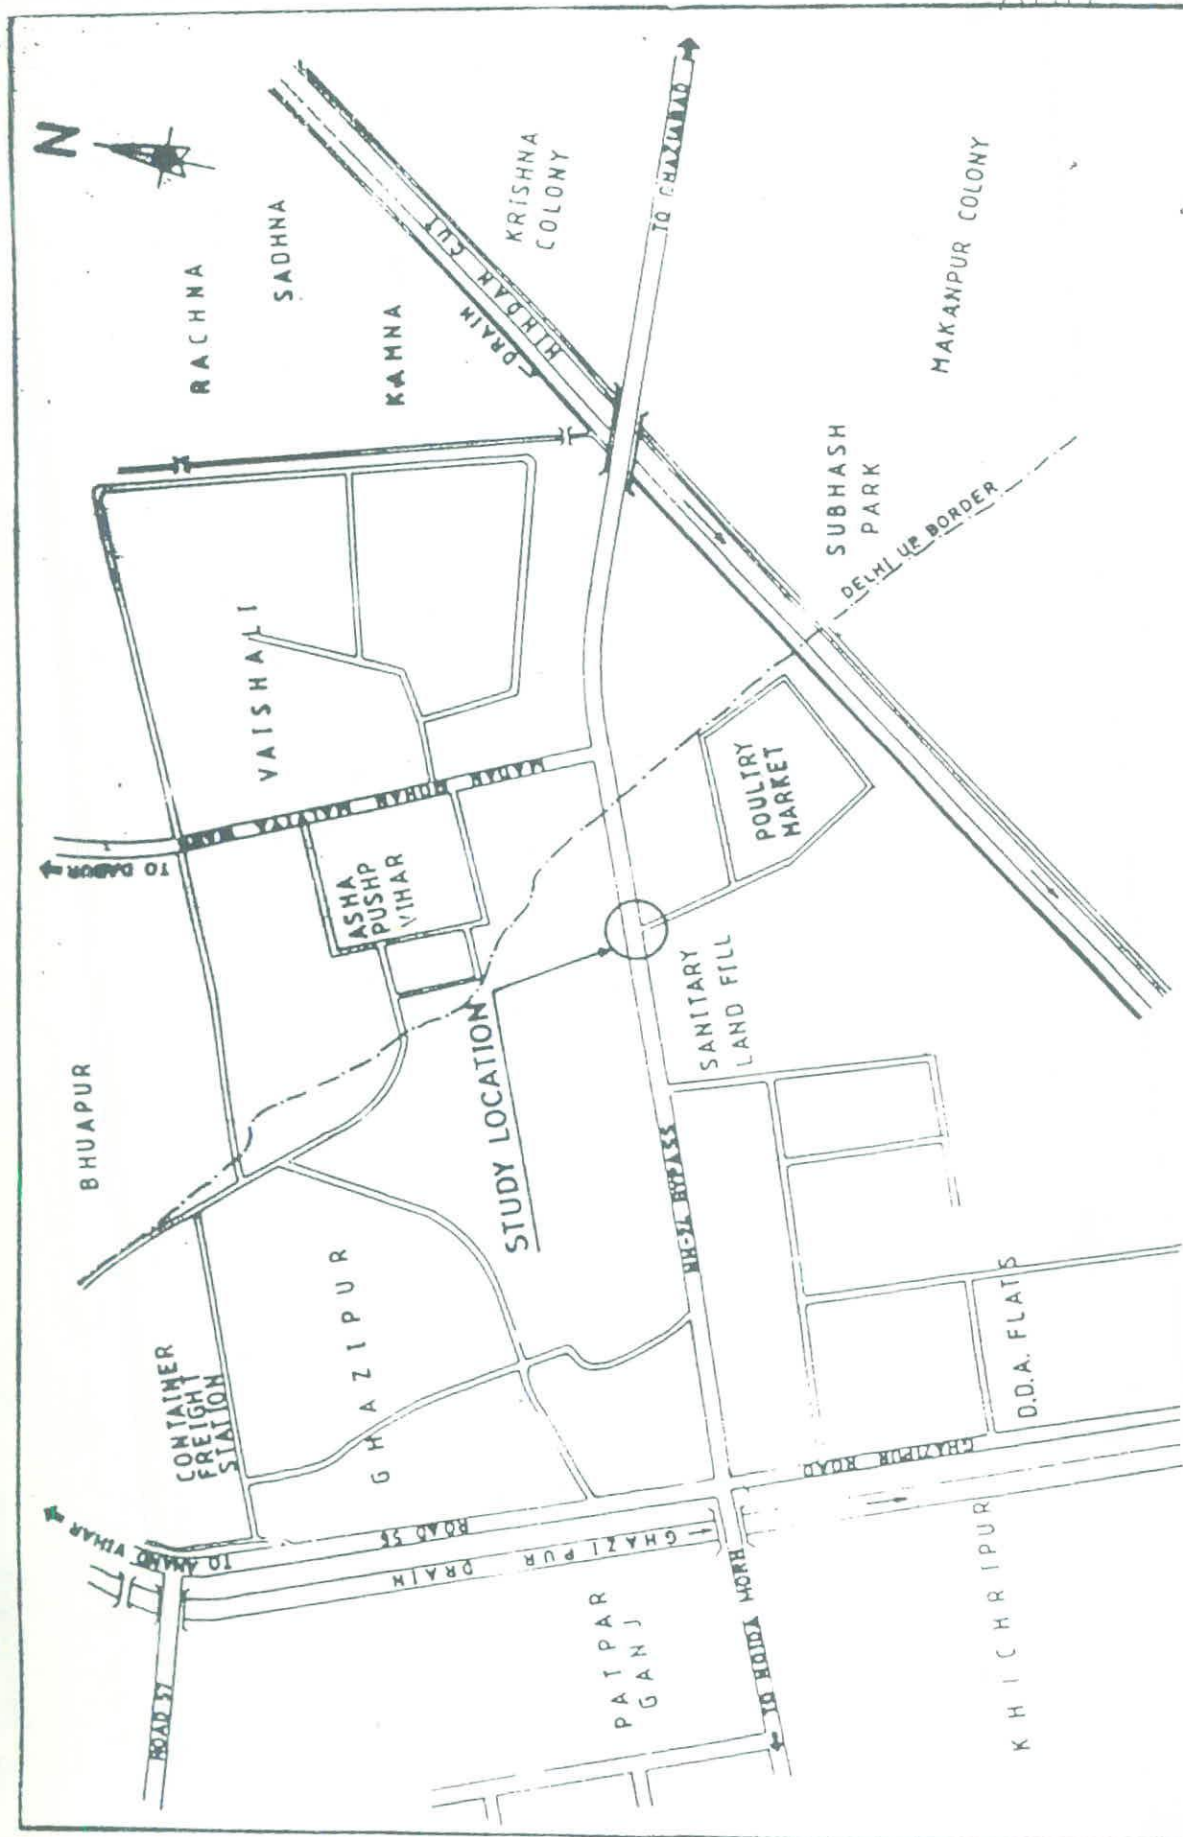 N
RACHNA
SADHNA
KAMNA
KRISHNA
COLONY
HINDAN CUT
DRAIN
TO GHAZIABAD
MAKANPUR COLONY
SUBHASH
PARK
DELHI UP BORDER
VAISHALI
MADAN MOHAN MALVIYA MARG
TO DABUR
ASHA
PUSHP
VIHAR
POULTRY
MARKET
SANITARY
LAND FILL
STUDY LOCATION
BHUAPUR
NH-24 BYPASS
GHAZIPUR
CONTAINER
FREIGHT
STATION
D.D.A. FLATS
GHAZIPUR ROAD
ROAD 56
GHAZIPUR DRAIN
TO ANAND VIHAR
ROAD 57
PATPAR
GANJ
TO NOIDA MORH
KHICHRIPUR